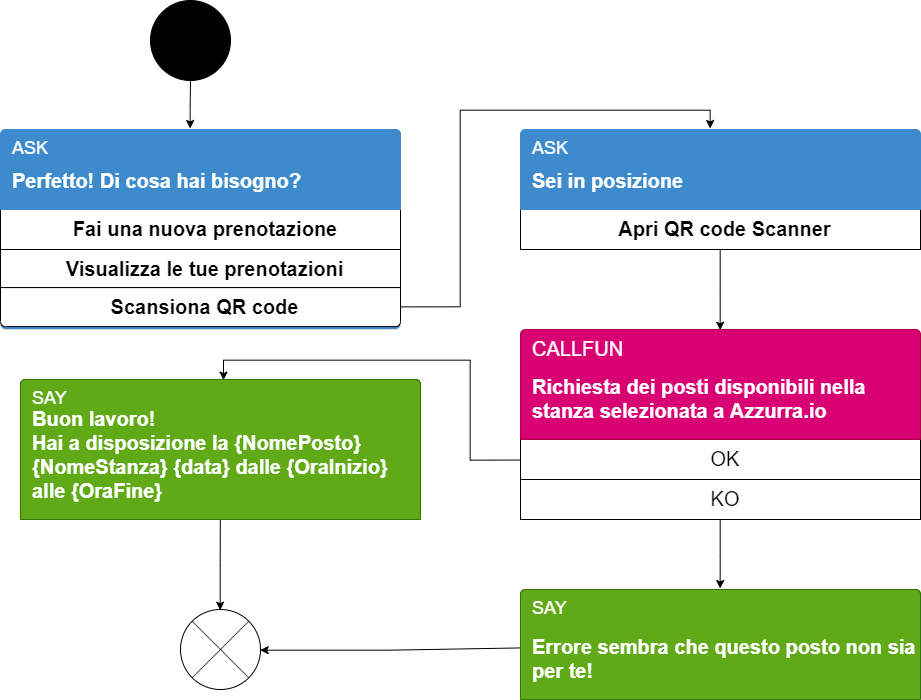 ASK
Perfetto! Di cosa hai bisogno?
Fai una nuova prenotazione
Visualizza le tue prenotazioni
Scansiona QR code
ASK
Sei in posizione
Apri QR code Scanner
CALLFUN
Richiesta dei posti disponibili nella
stanza selezionata a Azzurra.io
OK
KO
SAY
Buon lavoro!
Hai a disposizione la {NomePosto}
{NomeStanza} {data} dalle {OraInizio}
alle {OraFine}
SAY
Errore sembra che questo posto non sia
per te!